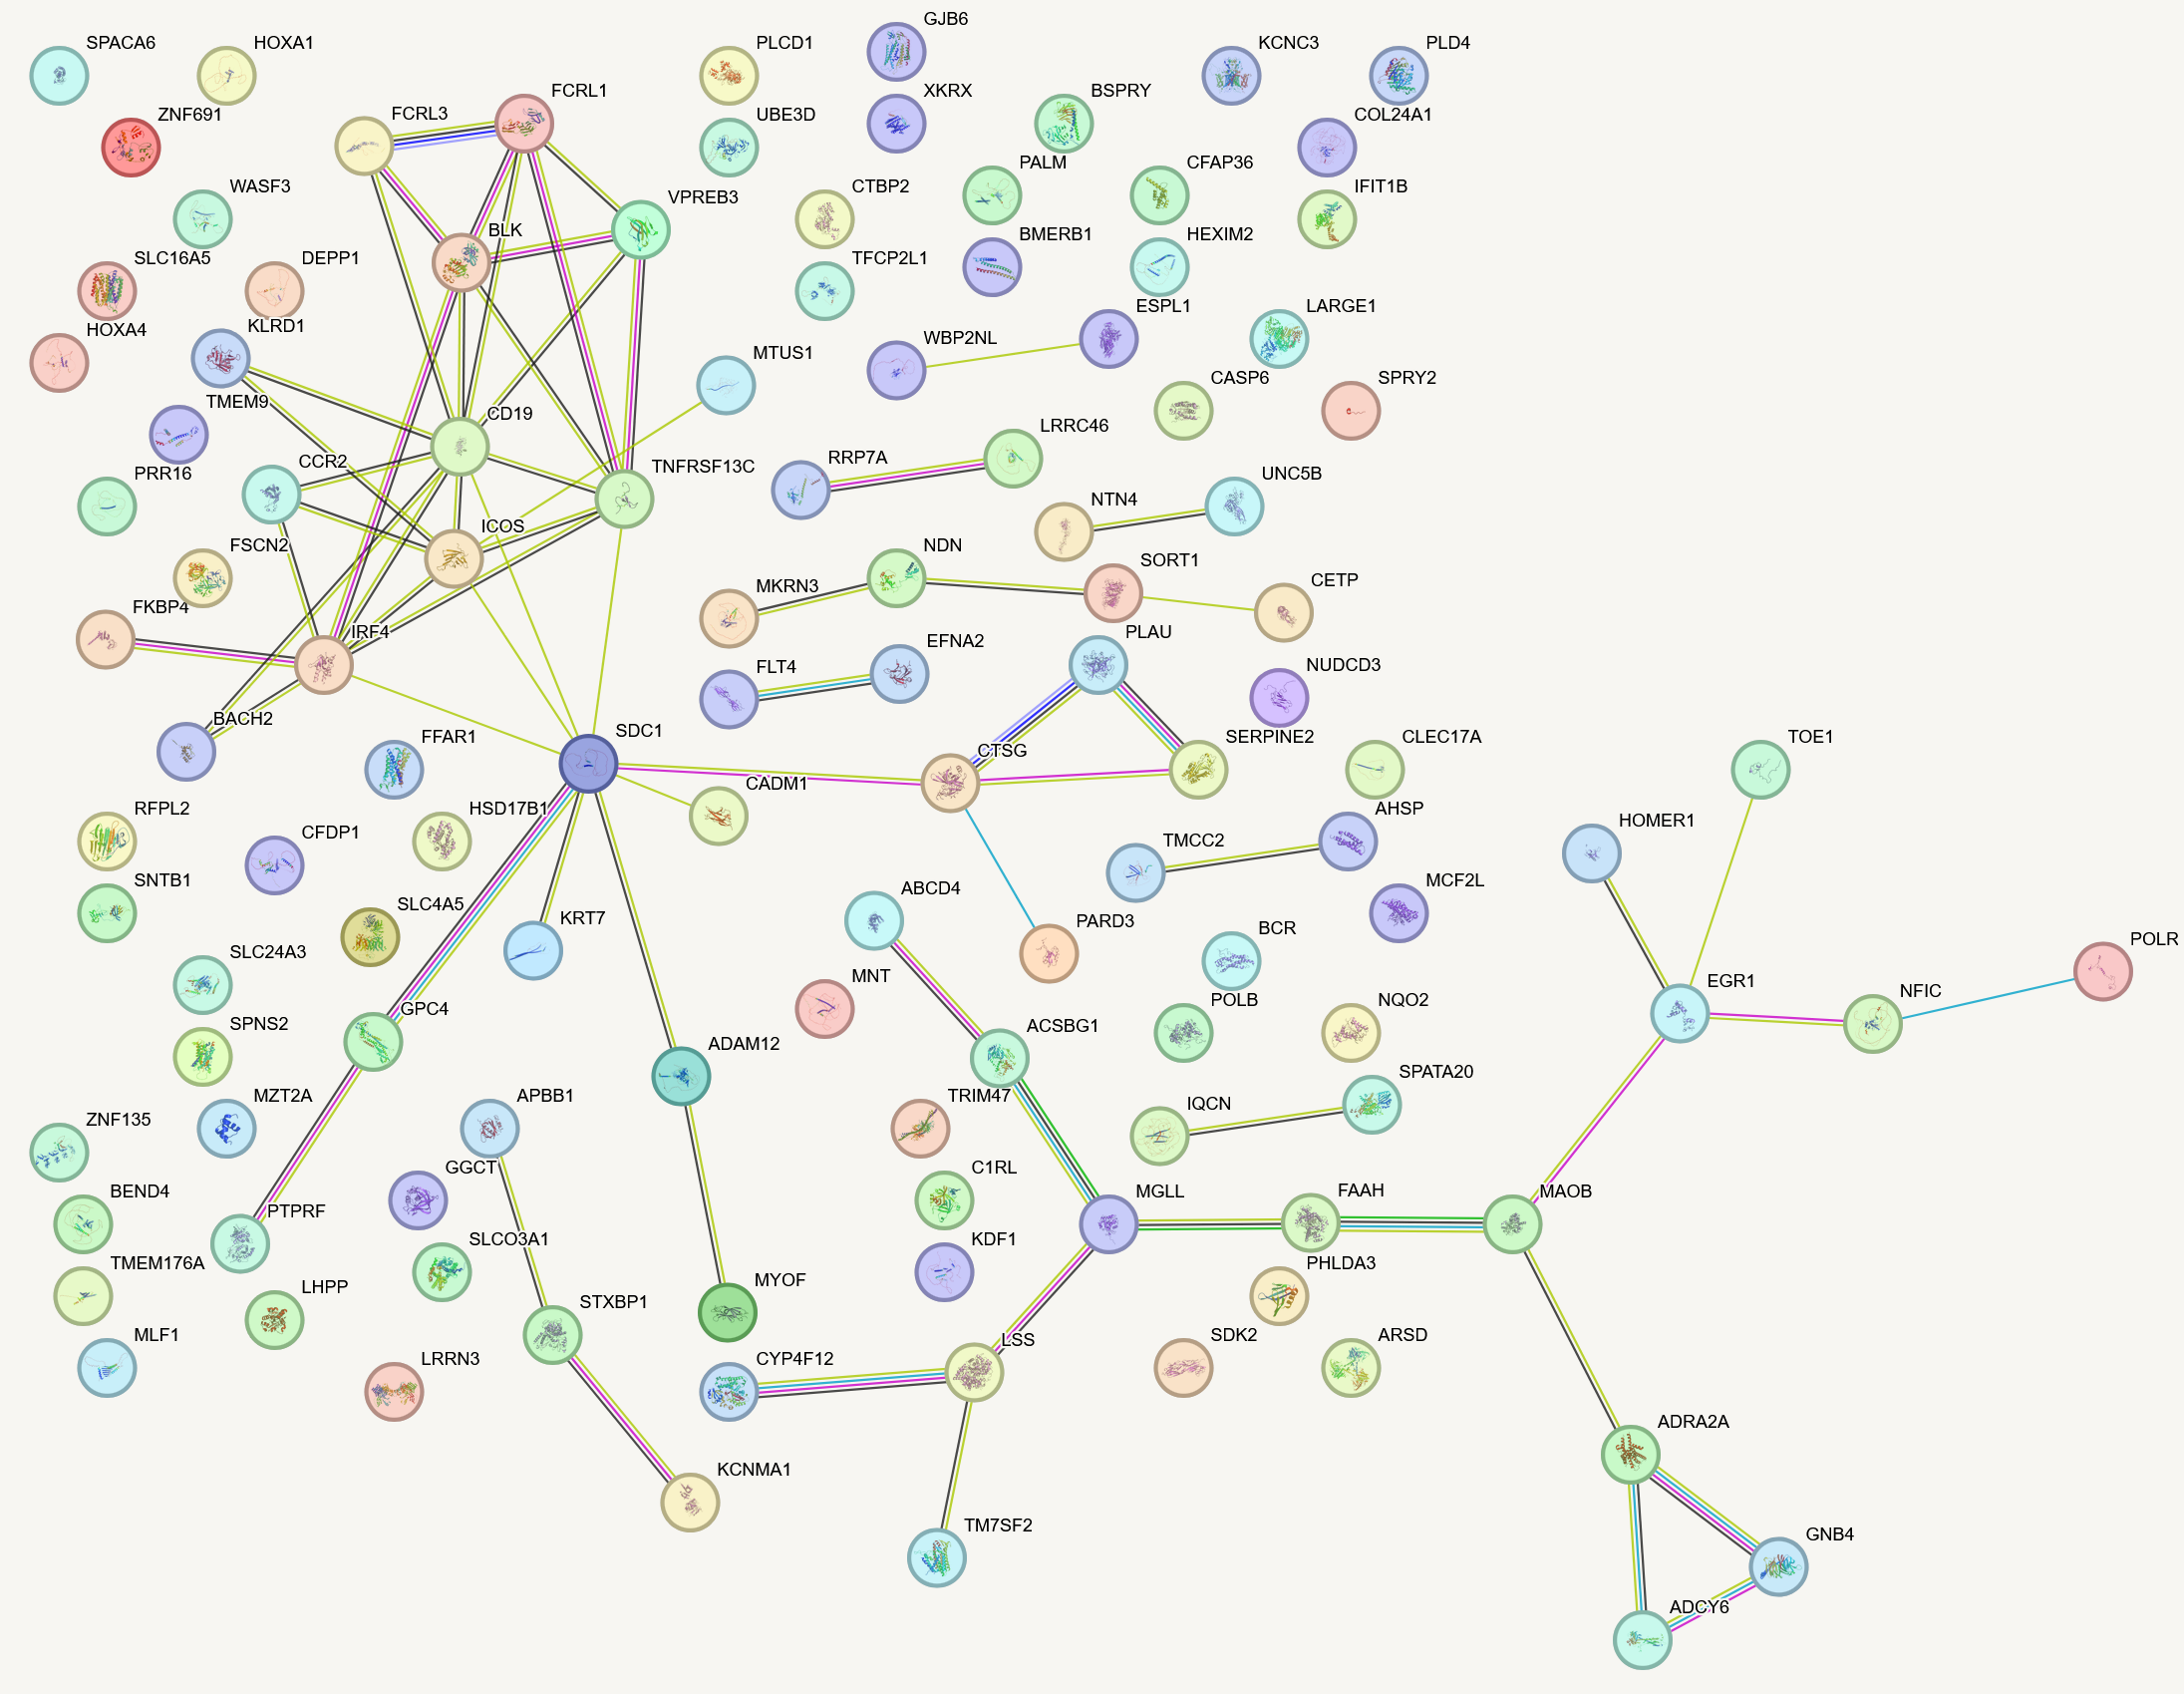 GJB6
SPACA6
HOXA1
PLCD1
KCNC3
PLD4
FCRL1
XKRX
BSPRY
FCRL3
ZNF691
UBE3D
COL24A1
PALM
CFAP36
WASF3
CTBP2
IFIT1B
VPREB3
BLK
BMERB1
HEXIM2
SLC16A5
DEPP1
TFCP2L1
ESPL1
LARGE1
HOXA4
KLRD1
WBP2NL
MTUS1
CASP6
SPRY2
TMEM9
CD19
LRRC46
RRP7A
CCR2
TNFRSF13C
PRR16
UNC5B
NTN4
ICOS
FSCN2
NDN
SORT1
MKRN3
CETP
FKBP4
IRF4
PLAU
EFNA2
FLT4
NUDCD3
BACH2
SDC1
FFAR1
CTSG
SERPINE2
CLEC17A
TOE1
CADM1
RFPL2
HSD17B1
AHSP
CFDP1
HOMER1
TMCC2
SNTB1
ABCD4
MCF2L
SLC4A5
KRT7
PARD3
BCR
POLR
SLC24A3
MNT
EGR1
NFIC
GPC4
POLB
NQO2
SPNS2
ADAM12
ACSBG1
SPATA20
MZT2A
APBB1
TRIM47
IQCN
ZNF135
GGCT
C1RL
BEND4
PTPRF
MGLL
FAAH
MAOB
SLCO3A1
KDF1
TMEM176A
LHPP
MYOF
PHLDA3
STXBP1
MLF1
LSS
SDK2
ARSD
LRRN3
CYP4F12
ADRA2A
KCNMA1
TM7SF2
GNB4
ADCY6